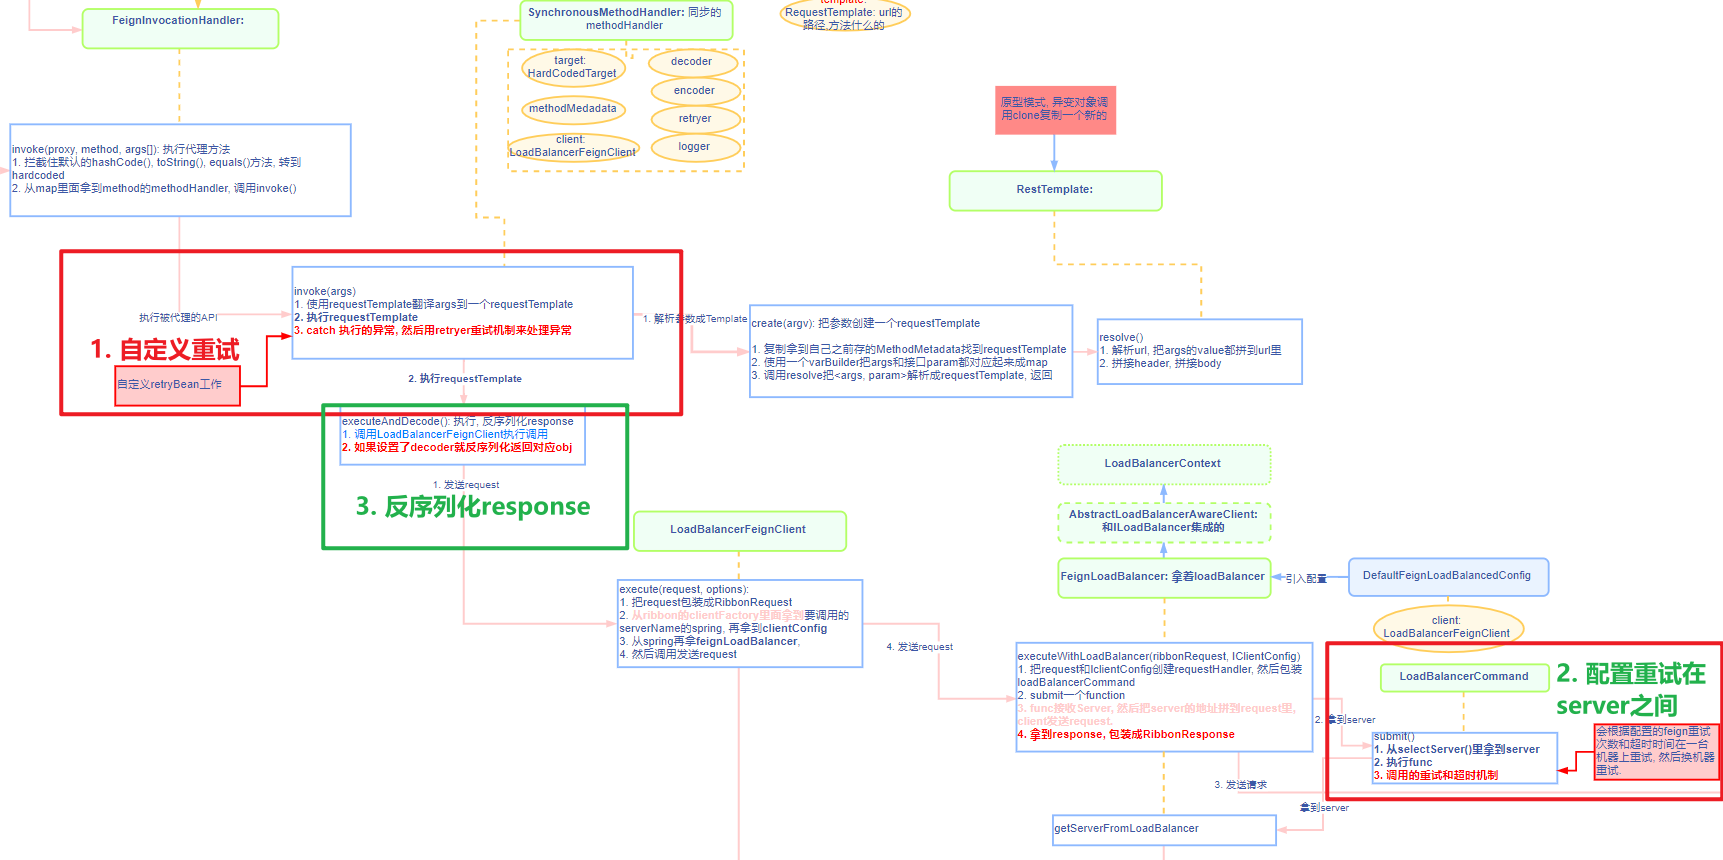 FeignInvocationHandler:
SynchronousMethodHandler: 同步的
methodHandler
template:
RequestTemplate: url的
路径,方法什么的
target:
HardCodedTarget
decoder
encoder
methodMedadata
retryer
client:
LoadBalancerFeignClient
logger
原型模式, 异变对象调
用clone复制一个新的
invoke(proxy, method, args[]): 执行代理方法
1. 拦截住默认的hashCode(), toString(), equals()方法, 转到
hardcoded
2. 从map里面拿到method的methodHandler, 调用invoke()
RestTemplate:
invoke(args)
1. 使用requestTemplate翻译args到一个requestTemplate
2. 执行requestTemplate
3. catch 执行的异常, 然后用retryer重试机制来处理异常
执行被代理的API
1. 自定义重试
自定义retryBean工作
1. 解析参数成Template
create(argv): 把参数创建一个requestTemplate
1. 复制拿到自己之前存的MethodMetadata找到requestTemplate
2. 使用一个varBuilder把args和接口param都对应起来成map
3. 调用resolve把<args, param>解析成requestTemplate, 返回
resolve()
1. 解析url, 把args的value都拼到url里
2. 拼接header, 拼接body
2. 执行requestTemplate
executeAndDecode(): 执行, 反序列化response
1. 调用LoadBalancerFeignClient执行调用
2. 如果设置了decoder就反序列化返回对应obj
1. 发送request
3. 反序列化response
LoadBalancerContext
AbstractLoadBalancerAwareClient:
和ILoadBalancer集成的
LoadBalancerFeignClient
FeignLoadBalancer: 拿着loadBalancer
引入配置
DefaultFeignLoadBalancedConfig
client:
LoadBalancerFeignClient
execute(request, options):
1. 把request包装成RibbonRequest
2. 从ribbon的clientFactory里面拿到要调用的
serverName的spring, 再拿到clientConfig
3. 从spring再拿feignLoadBalancer,
4. 然后调用发送request
4. 发送request
executeWithLoadBalancer(ribbonRequest, IClientConfig)
1. 把request和IclientConfig创建requestHandler, 然后包装
loadBalancerCommand
2. submit一个function
3. func接收Server, 然后把server的地址拼到request里,
client发送request,
4. 拿到response, 包装成RibbonResponse
LoadBalancerCommand
2. 配置重试在
server之间
2. 拿到server
submit()
1. 从selectServer()里拿到server
2. 执行func
3. 调用的重试和超时机制
会根据配置的feign重试
次数和超时时间在一台
机器上重试, 然后换机器
重试.
3. 发送请求
拿到server
getServerFromLoadBalancer